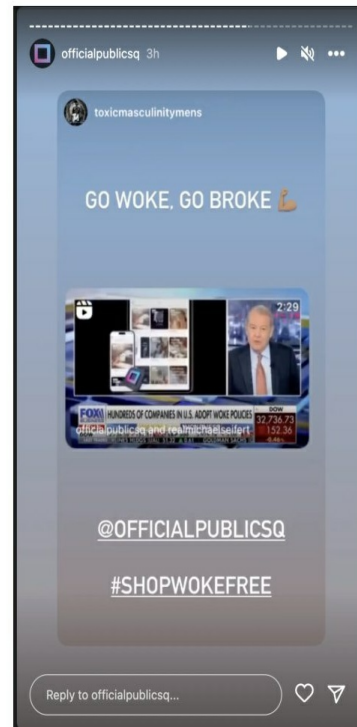 officialpublicsq 3h
toxicmasculinitymens
GO WOKE, GO BROKE 💪🏽
2:29
FOX
HUNDREDS OF COMPANIES IN U.S. ADOPT WOKE POLICIES
DOW
32,736.73
152.36
officialpublicsq and realmichaelseifert
@OFFICIALPUBLICSQ
#SHOPWOKEFREE
Reply to officialpublicsq...